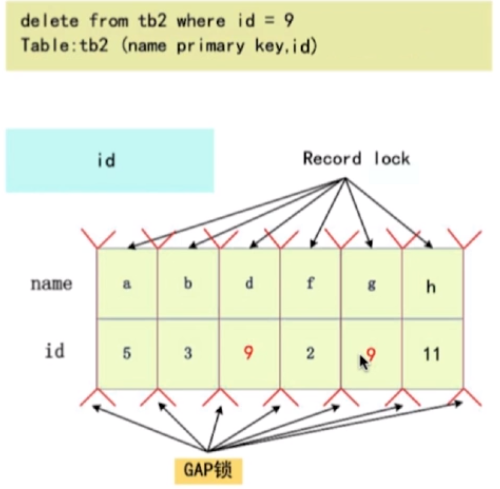 delete from tb2 where id = 9
Table:tb2 (name primary key,id)
id
Record lock
name a b d f g h
id 5 3 9 2 9 11
GAP锁